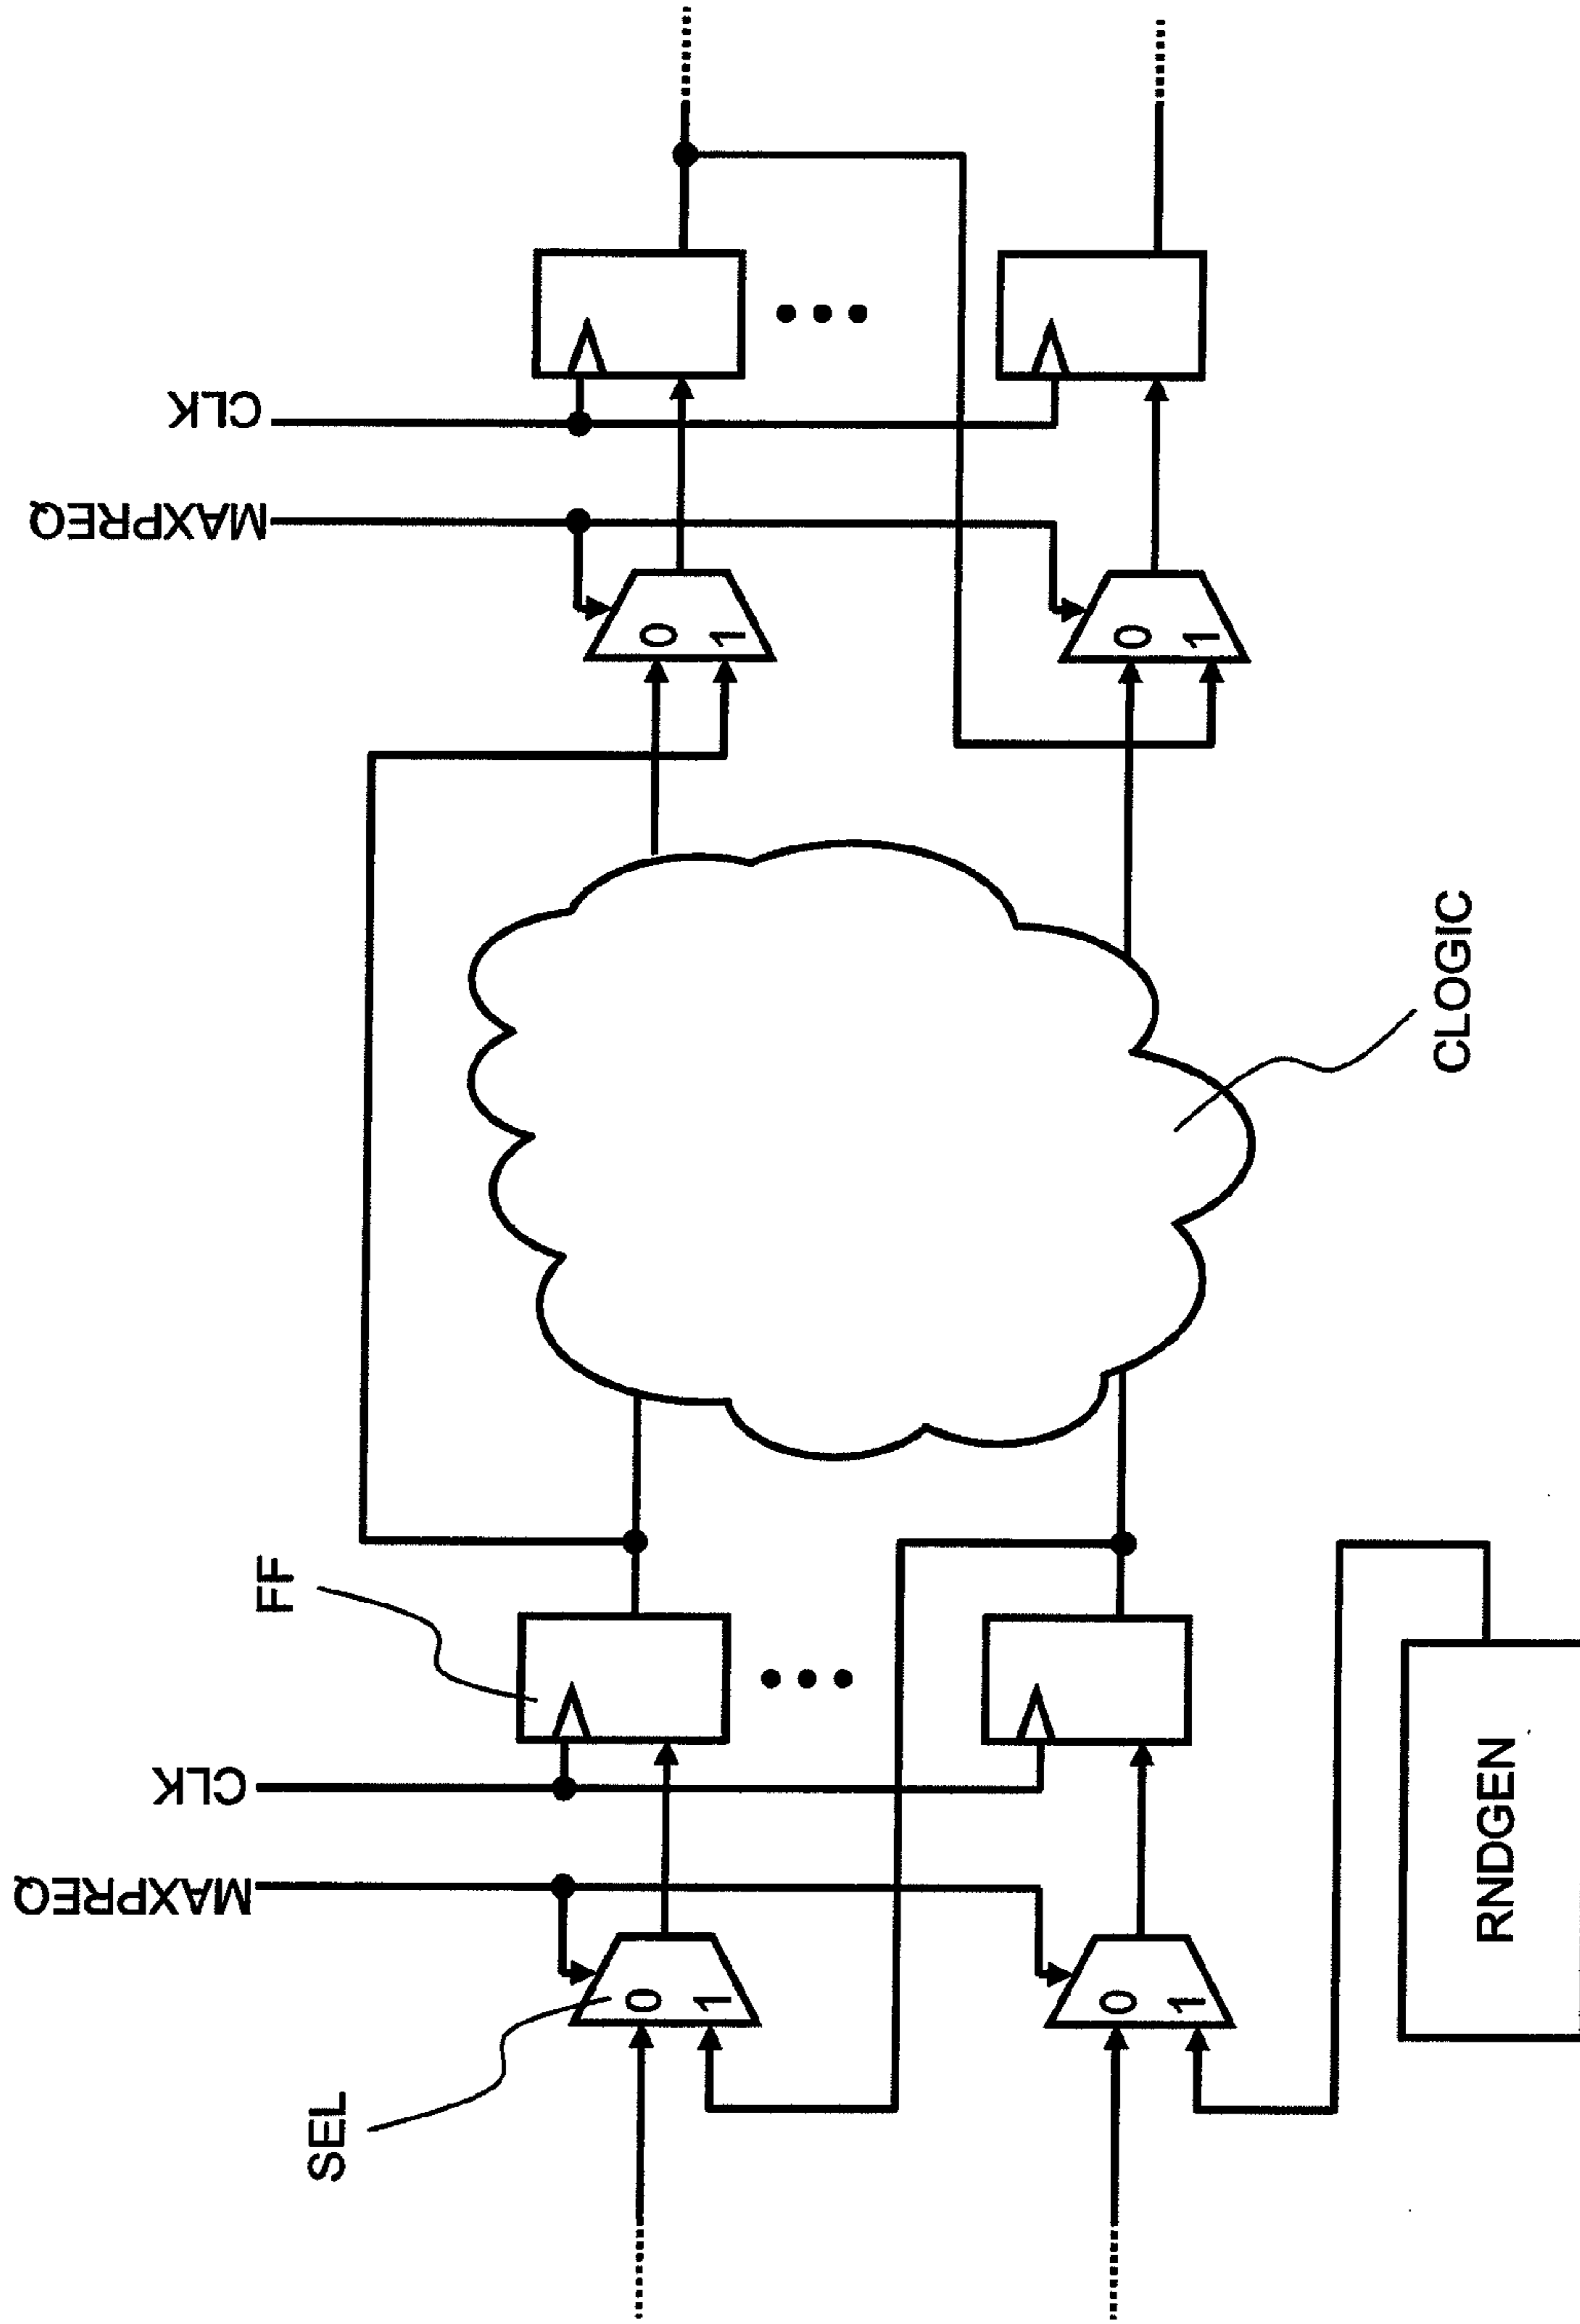 MAXPREQ
CLK
MAXPREQ
CLK
SEL
FF
0
1
0
1
0
1
0
1
CLOGIC
RNDGEN